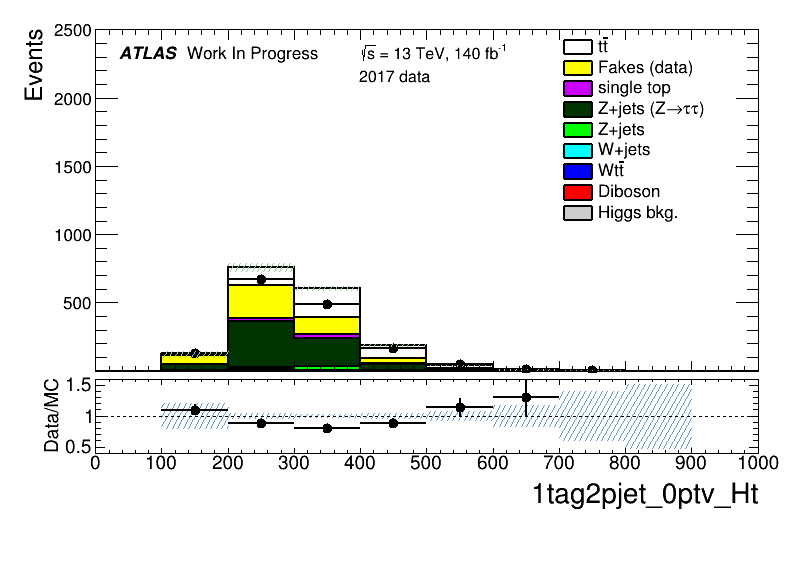 2500
2000
1500
1000
500
Events
ATLAS Work In Progress
√s = 13 TeV, 140 fb⁻¹
2017 data
tt̄
Fakes (data)
single top
Z+jets (Z→ττ)
Z+jets
W+jets
Wtt̄
Diboson
Higgs bkg.
1.5
1
0.5
Data/MC
0 100 200 300 400 500 600 700 800 900 1000
1tag2pjet_0ptv_Ht